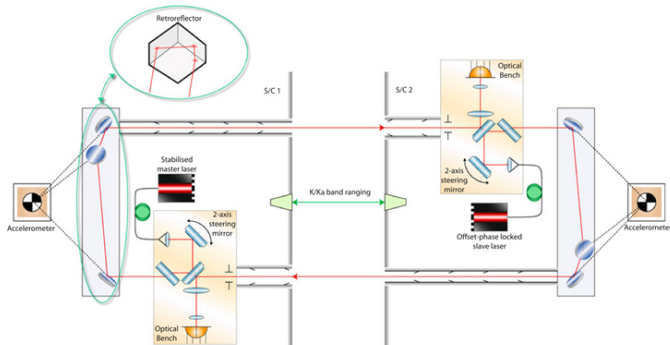 Retroreflector
S/C 1
S/C 2
Optical
Bench
Stabilised
master laser
2-axis
steering
mirror
K/Ka band ranging
2-axis
steering
mirror
Accelerometer
Offset-phase locked
slave laser
Accelerometer
Optical
Bench